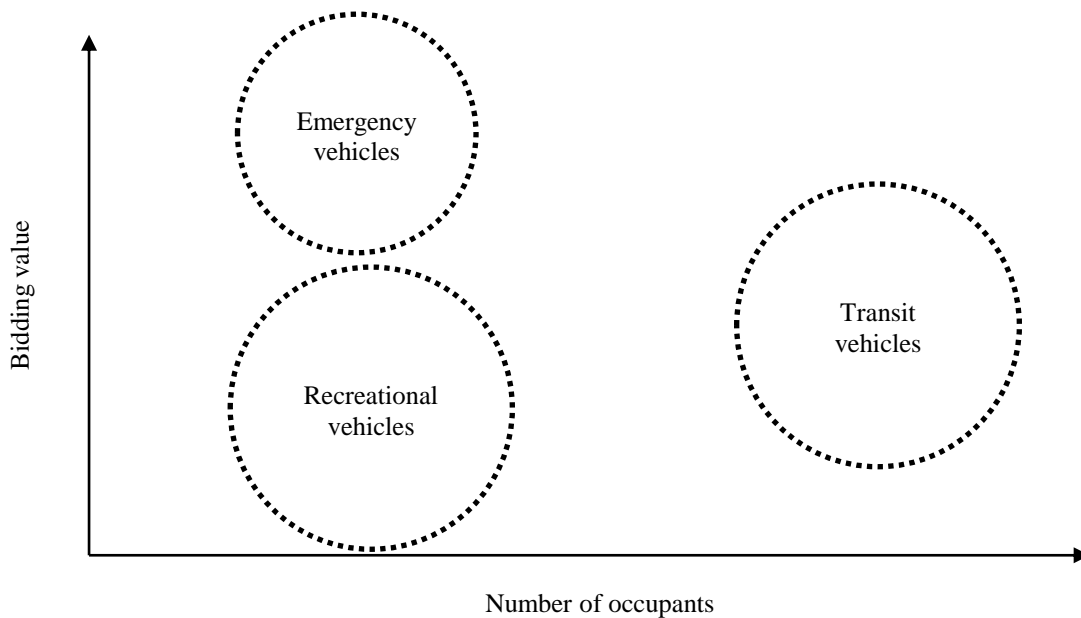 Emergency
vehicles
Transit
vehicles
Recreational
vehicles
Bidding value
Number of occupants